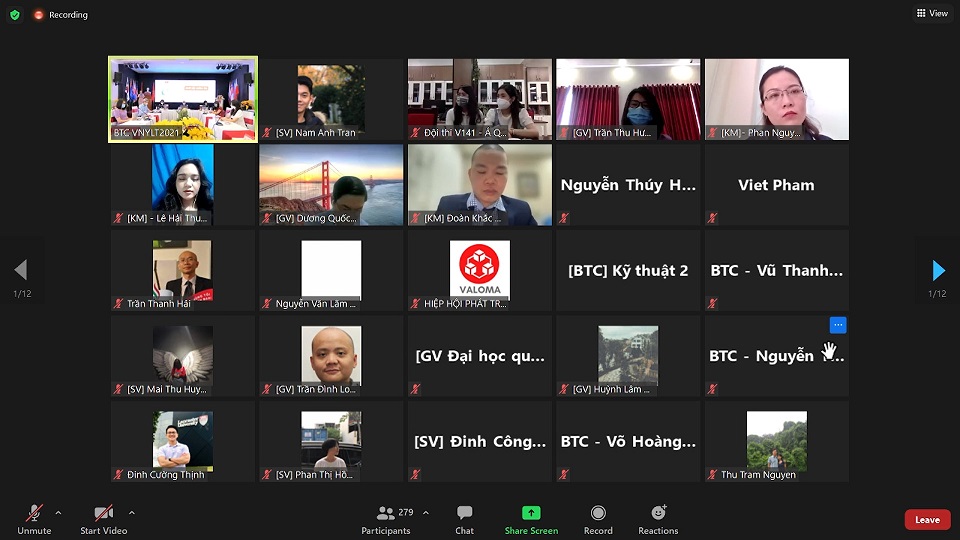 Recording
View
BTC VNYLT2021
[SV] Nam Anh Tran
Đội thi V141 - Á Q...
[GV] Trần Thu Hư...
[KM]- Phan Nguy...
[KM] - Lê Hải Thu...
[GV] Dương Quốc...
[KM] Đoàn Khắc ...
Nguyễn Thúy H...
Viet Pham
1/12
1/12
Trần Thanh Hải
Nguyễn Văn Lâm ...
VALOMA
HIỆP HỘI PHÁT TR...
[BTC] Kỹ thuật 2
BTC - Vũ Thanh...
[SV] Mai Thu Huy...
[GV] Trần Đình Lo...
[GV Đại học qu...
[GV] Huỳnh Lâm ...
BTC - Nguyễn
Đinh Cường Thịnh
[SV] Phan Thị Hồ...
[SV] Đinh Công...
BTC - Võ Hoàng...
Thu Tram Nguyen
Unmute
Start Video
Participants
279
Chat
Share Screen
Record
Reactions
Leave